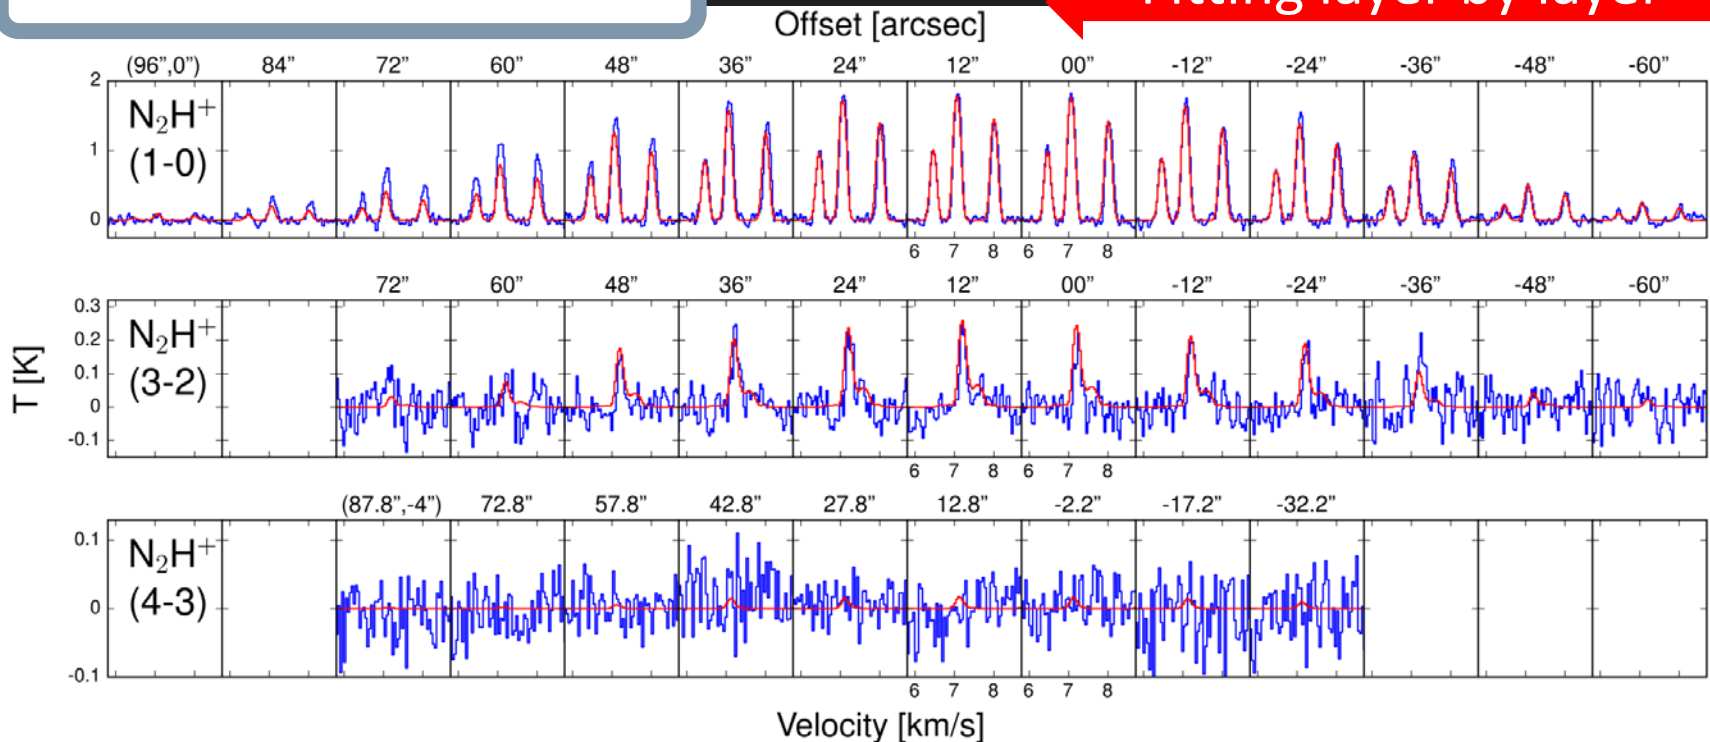 Fitting layer by layer
Offset [arcsec]
(96”,0”) 84” 72” 60” 48” 36” 24” 12” 00” -12” -24” -36” -48” -60”
2
N₂H⁺
1
(1-0)
0
6 7 8 6 7 8
72” 60” 48” 36” 24” 12” 00” -12” -24” -36” -48” -60”
0.3
N₂H⁺
0.2
0.1
(3-2)
0
-0.1
T [K]
6 7 8 6 7 8
(87.8”,-4”) 72.8” 57.8” 42.8” 27.8” 12.8” -2.2” -17.2” -32.2”
0.1
N₂H⁺
0
(4-3)
-0.1
6 7 8 6 7 8
Velocity [km/s]